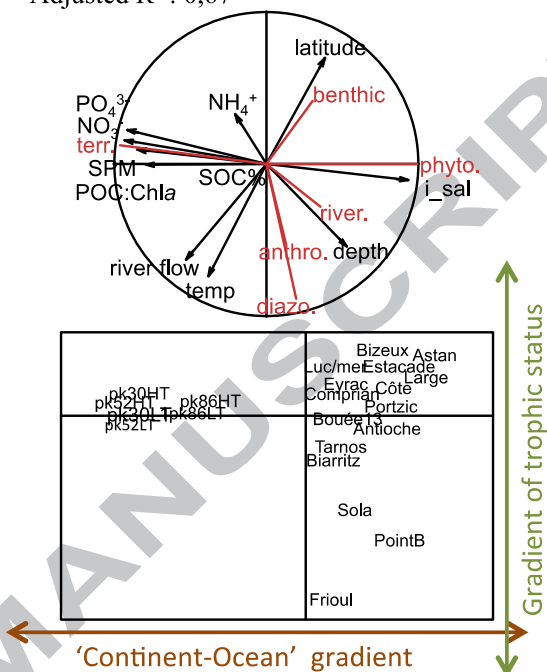 Adjusted R² : 0,67
latitude
benthic
NH₄⁺
PO₄³⁻
NO₃⁻
terr.
SPM
SOC%
POC:Chla
phyto.
i_sal
river.
anthro.
depth
river flow
temp
diazo.
Bizeux
Astan
Luc/mer
Estacade
Large
Eyrac
Côte
Comprian
Portzic
pk30HT
pk52HT
pk86HT
pk30LT
pk86LT
pk52LT
Bouée13
Antioche
Tarnos
Biarritz
Sola
PointB
Frioul
Gradient of trophic status
'Continent-Ocean' gradient
MANUSCRIP